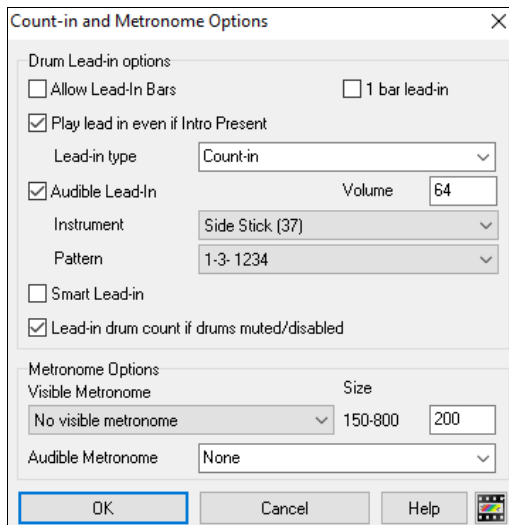 Count-in and Metronome Options
Drum Lead-in options
Allow Lead-In Bars
1 bar lead-in
Play lead in even if Intro Present
Lead-in type
Count-in
Audible Lead-In
Volume
64
Instrument
Side Stick (37)
Pattern
1-3- 1234
Smart Lead-in
Lead-in drum count if drums muted/disabled
Metronome Options
Visible Metronome
Size
No visible metronome
150-800
200
Audible Metronome
None
OK
Cancel
Help